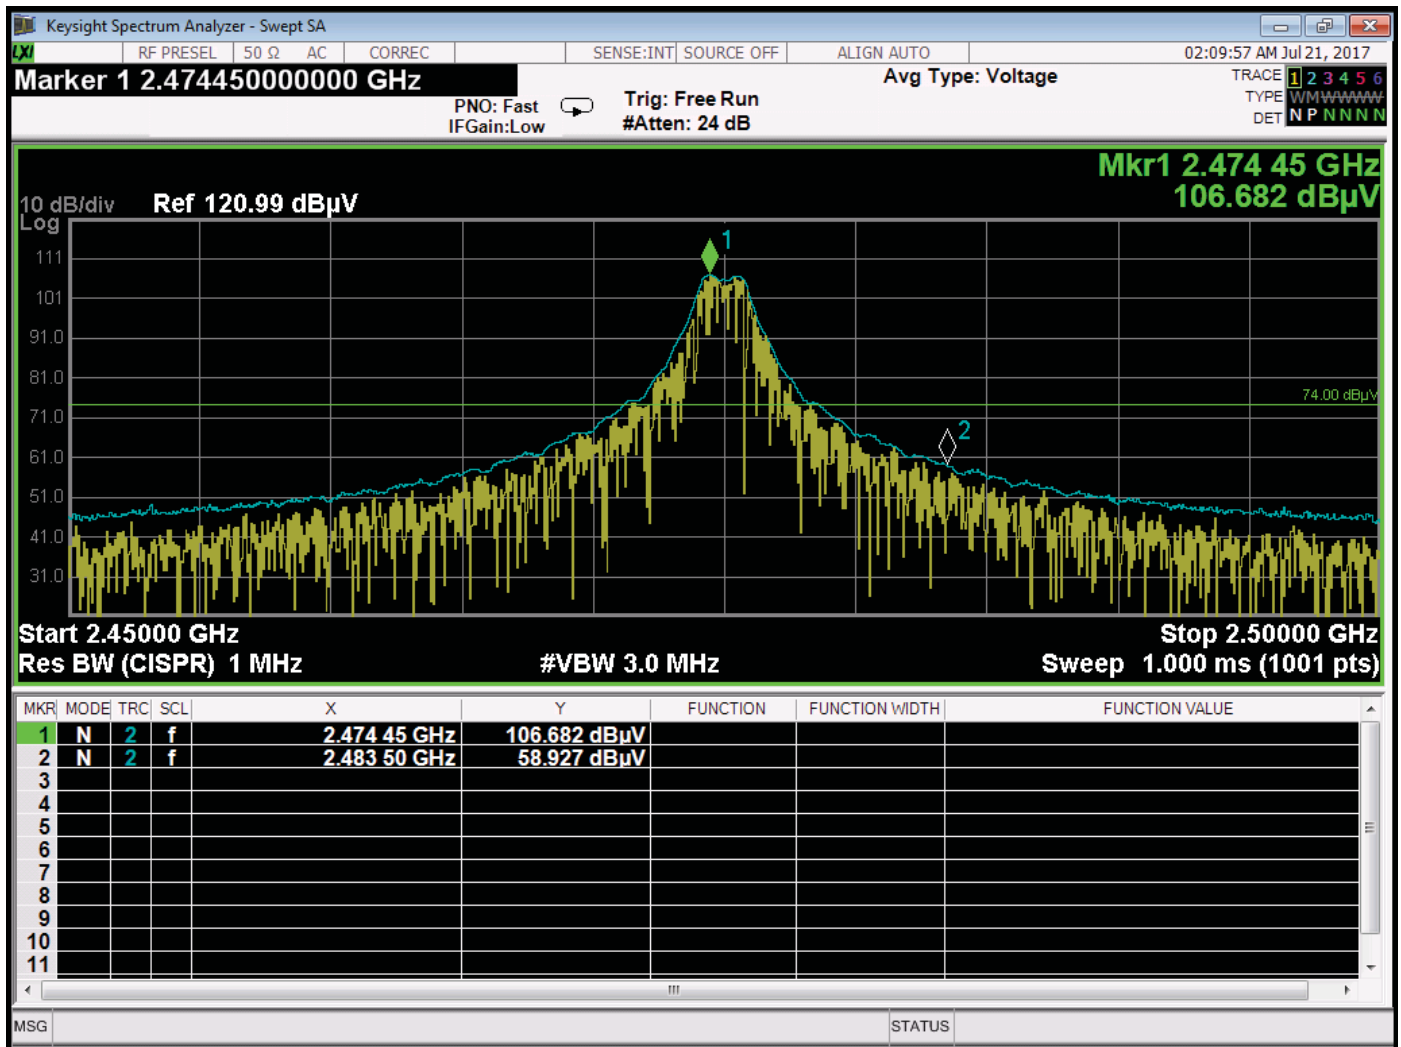 Keysight Spectrum Analyzer - Swept SA
LXI RF PRESEL 50 Ω AC CORREC SENSE:INT SOURCE OFF ALIGN AUTO 02:09:57 AM Jul 21, 2017
Marker 1 2.474450000000 GHz
PNO: Fast
IFGain:Low
Trig: Free Run
#Atten: 24 dB
Avg Type: Voltage
TRACE 1 2 3 4 5 6
TYPE WMWWWW
DET N P N N N N
Mkr1 2.474 45 GHz
106.682 dBµV
10 dB/div Ref 120.99 dBµV
Log
111
101
91.0
81.0
71.0
61.0
51.0
41.0
31.0
1
2
74.00 dBµV
Start 2.45000 GHz Stop 2.50000 GHz
Res BW (CISPR) 1 MHz #VBW 3.0 MHz Sweep 1.000 ms (1001 pts)
MKR MODE TRC SCL X Y FUNCTION FUNCTION WIDTH FUNCTION VALUE
1 N 2 f 2.474 45 GHz 106.682 dBµV
2 N 2 f 2.483 50 GHz 58.927 dBµV
3
4
5
6
7
8
9
10
11
MSG STATUS